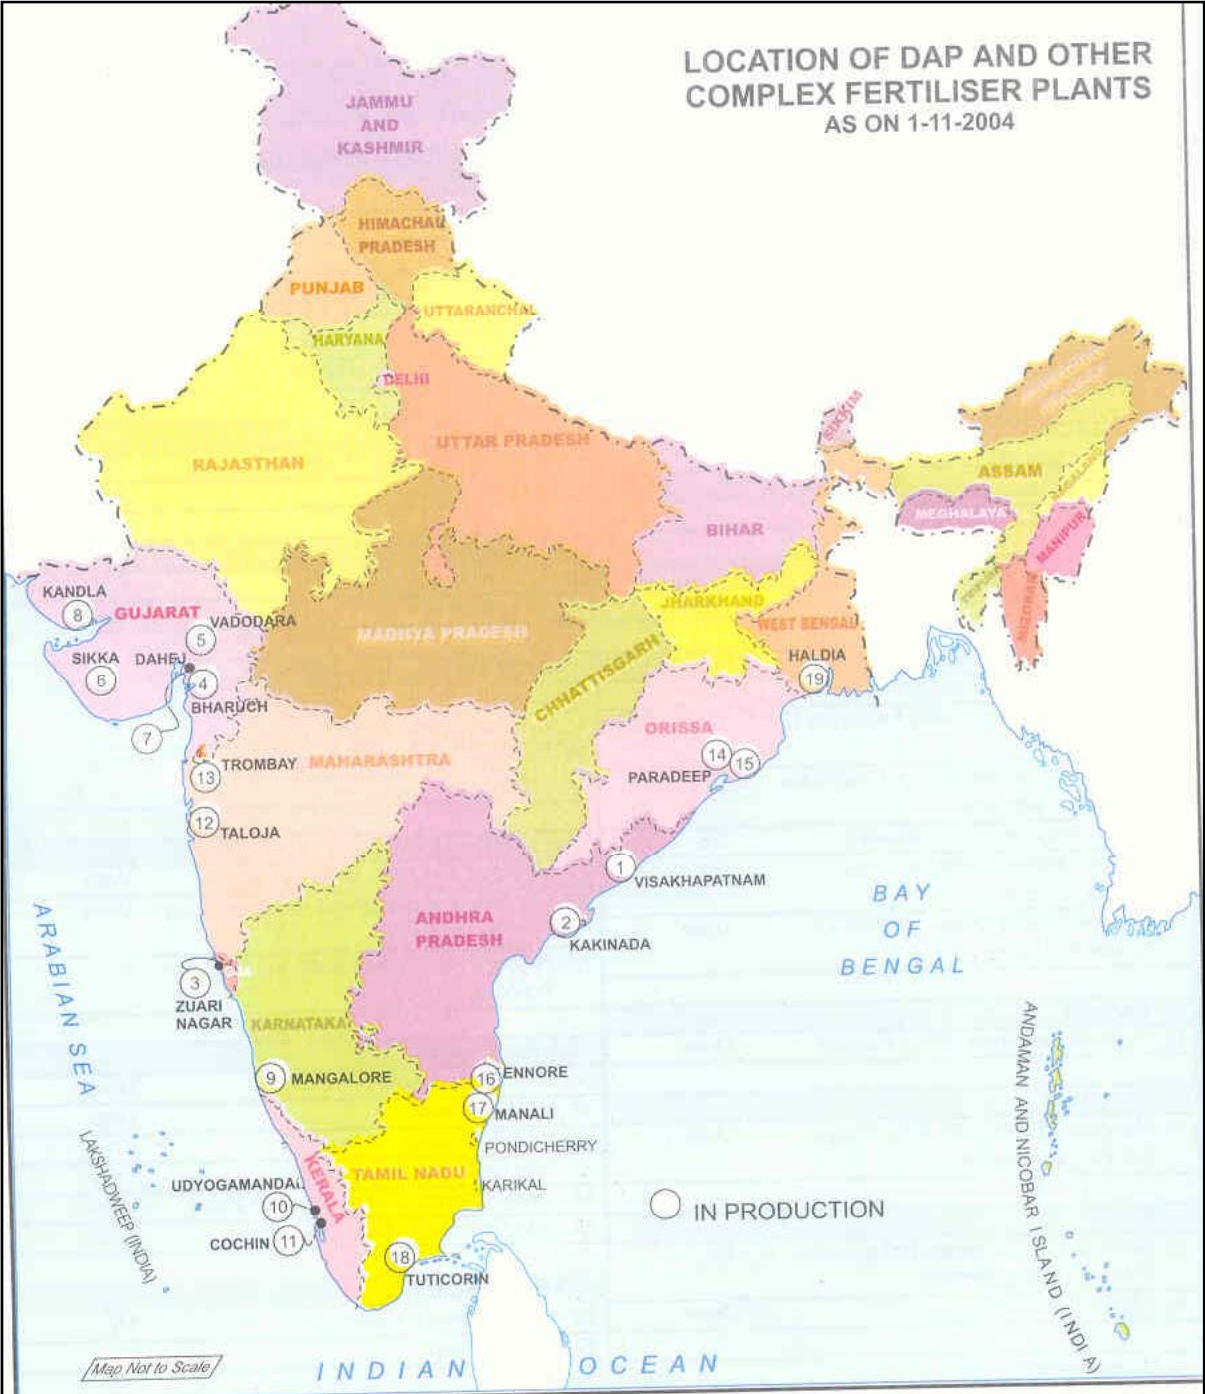 LOCATION OF DAP AND OTHER
COMPLEX FERTILISER PLANTS
AS ON 1-11-2004
JAMMU
AND
KASHMIR
HIMACHAL
PRADESH
PUNJAB
UTTARANCHAL
HARYANA
DELHI
SIKKIM
UTTAR PRADESH
RAJASTHAN
ASSAM
MEGHALAYA
MANIPUR
BIHAR
KANDLA
8
GUJARAT
VADODARA
5
JHARKHAND
WEST BENGAL
MADHYA PRADESH
CHHATTISGARH
SIKKA
6
DAHEJ
4
BHARUCH
7
HALDIA
19
ORISSA
14
15
PARADEEP
TROMBAY
13
MAHARASHTRA
12
TALOJA
1
VISAKHAPATNAM
2
KAKINADA
ANDHRA
PRADESH
BAY
OF
BENGAL
ARABIAN SEA
3
ZUARI
NAGAR
KARNATAKA
9
MANGALORE
16
ENNORE
17
MANALI
PONDICHERRY
KARIKAL
TAMIL NADU
KERALA
UDYOGAMANDAL
10
COCHIN
11
18
TUTICORIN
LAKSHADWEEP (INDIA)
ANDAMAN AND NICOBAR ISLAND (INDIA)
IN PRODUCTION
Map Not to Scale
INDIAN OCEAN